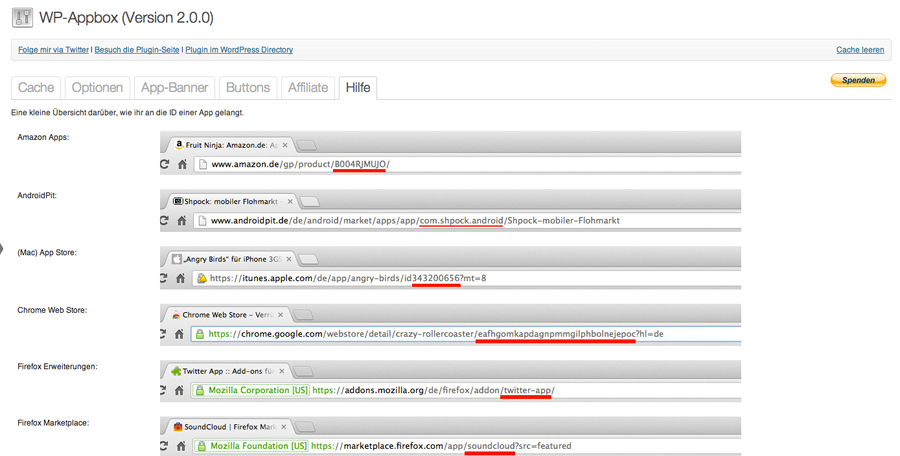 WP-Appbox (Version 2.0.0)
Folge mir via Twitter | Besuch die Plugin-Seite | Plugin im WordPress Directory
Cache leeren
Cache Optionen App-Banner Buttons Affiliate Hilfe
Spenden
Eine kleine Übersicht darüber, wie ihr an die ID einer App gelangt.
Amazon Apps:
Fruit Ninja: Amazon.de: Ap
www.amazon.de/gp/product/B004RJMUJO/
AndroidPit:
Shpock: mobiler Flohmarkt
www.androidpit.de/de/android/market/apps/app/com.shpock.android/Shpock-mobiler-Flohmarkt
(Mac) App Store:
„Angry Birds“ für iPhone 3GS
https://itunes.apple.com/de/app/angry-birds/id343200656?mt=8
Chrome Web Store:
Chrome Web Store – Verr
https://chrome.google.com/webstore/detail/crazy-rollercoaster/eafhgomkapdagnpmmgilphbolnejepoc?hl=de
Firefox Erweiterungen:
Twitter App :: Add-ons für
Mozilla Corporation [US] https://addons.mozilla.org/de/firefox/addon/twitter-app/
Firefox Marketplace:
SoundCloud | Firefox Mark
Mozilla Foundation [US] https://marketplace.firefox.com/app/soundcloud?src=featured